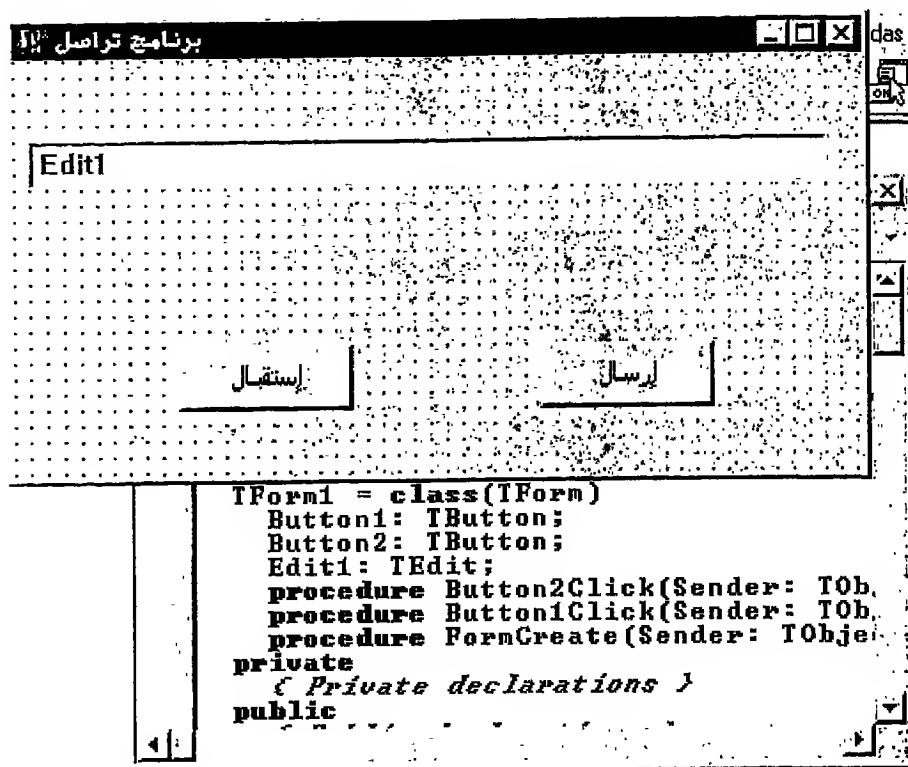 برنامج تراسل
das
OK
Edit1
إستقبال
إرسال
TForm1 = class(TForm)
Button1: TButton;
Button2: TButton;
Edit1: TEdit;
procedure Button2Click(Sender: TOb
procedure Button1Click(Sender: TOb
procedure FormCreate(Sender: TObje
private
{ Private declarations }
public